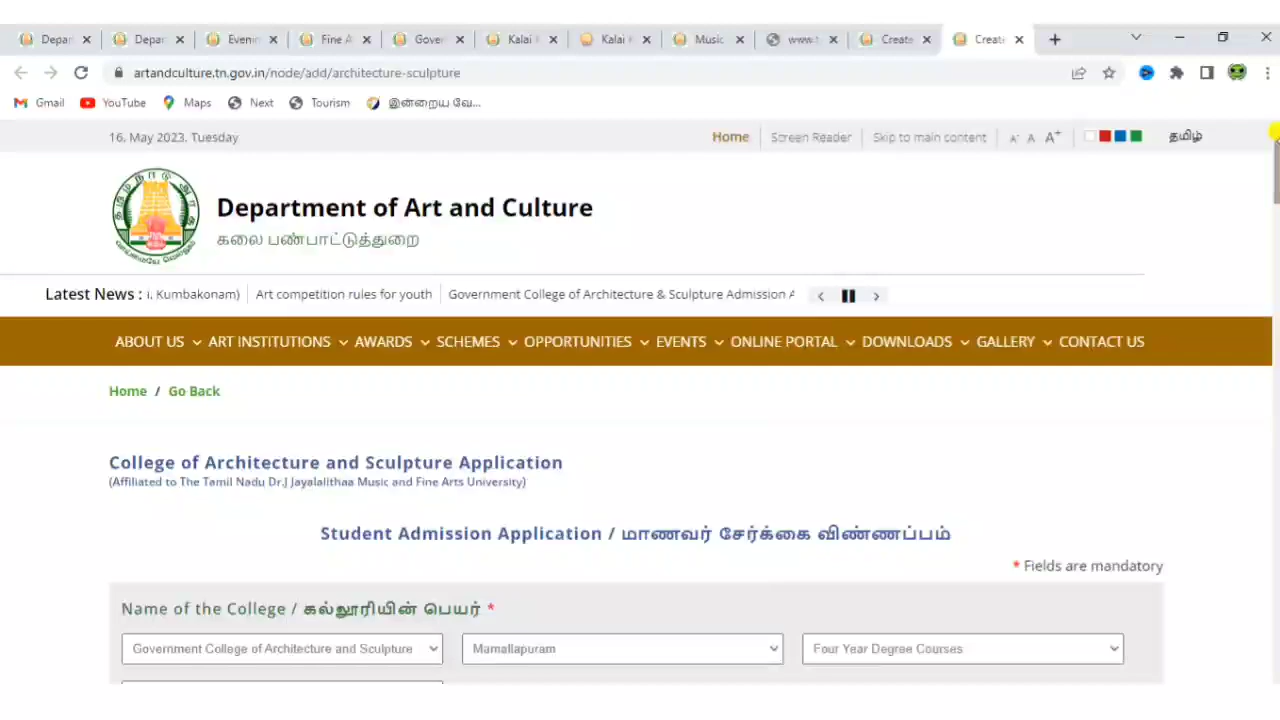 Depar Depar Evenin Fine A Gover Kalai Kalai Music www.t Create Create
artandculture.tn.gov.in/node/add/architecture-sculpture
Gmail YouTube Maps Next Tourism இன்றைய வே...
16, May 2023, Tuesday Home Screen Reader Skip to main content A- A A+ தமிழ்
Department of Art and Culture
கலை பண்பாட்டுத்துறை
Latest News : Kumbakonam) Art competition rules for youth Government College of Architecture & Sculpture Admission A
ABOUT US ART INSTITUTIONS AWARDS SCHEMES OPPORTUNITIES EVENTS ONLINE PORTAL DOWNLOADS GALLERY CONTACT US
Home / Go Back
College of Architecture and Sculpture Application
(Affiliated to The Tamil Nadu Dr.J Jayalalithaa Music and Fine Arts University)
Student Admission Application / மாணவர் சேர்க்கை விண்ணப்பம்
* Fields are mandatory
Name of the College / கல்லூரியின் பெயர் *
Government College of Architecture and Sculpture Mamallapuram Four Year Degree Courses